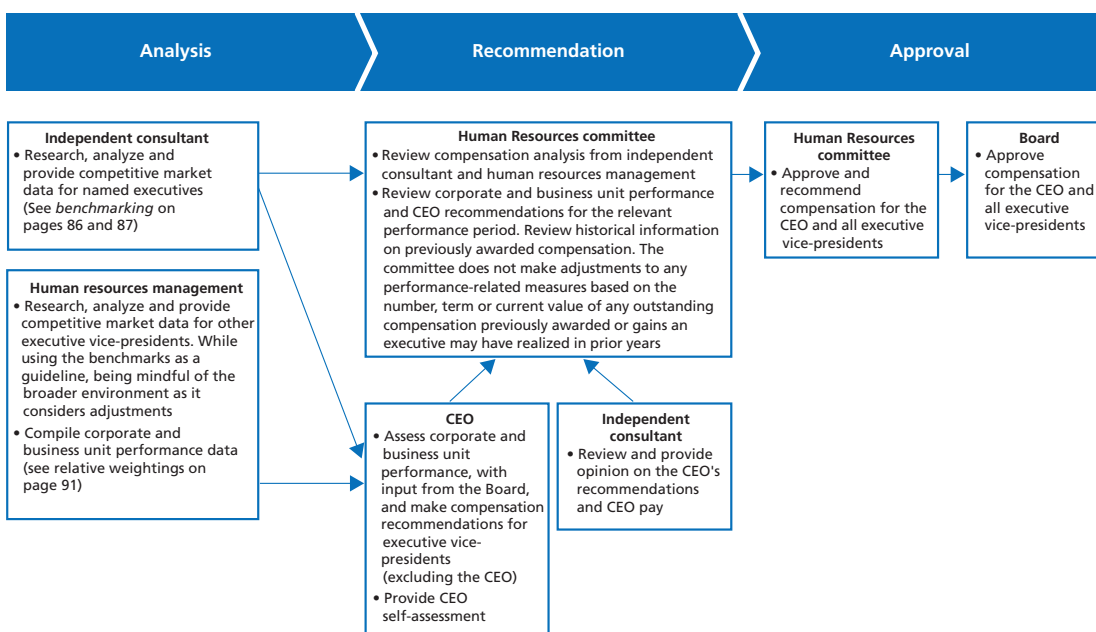 Analysis
Recommendation
Approval
Independent consultant
• Research, analyze and
provide competitive market
data for named executives
(See benchmarking on
pages 86 and 87)
Human resources management
• Research, analyze and provide
competitive market data for other
executive vice-presidents. While
using the benchmarks as a
guideline, being mindful of the
broader environment as it
considers adjustments
• Compile corporate and
business unit performance data
(see relative weightings on
page 91)
Human Resources committee
• Review compensation analysis from independent
consultant and human resources management
• Review corporate and business unit performance
and CEO recommendations for the relevant
performance period. Review historical information
on previously awarded compensation. The
committee does not make adjustments to any
performance-related measures based on the
number, term or current value of any outstanding
compensation previously awarded or gains an
executive may have realized in prior years
CEO
• Assess corporate and
business unit
performance, with
input from the Board,
and make compensation
recommendations for
executive vice-
presidents
(excluding the CEO)
• Provide CEO
self-assessment
Independent
consultant
• Review and provide
opinion on the CEO's
recommendations
and CEO pay
Human Resources
committee
• Approve and
recommend
compensation for the
CEO and all executive
vice-presidents
Board
• Approve
compensation
for the CEO and
all executive
vice-presidents